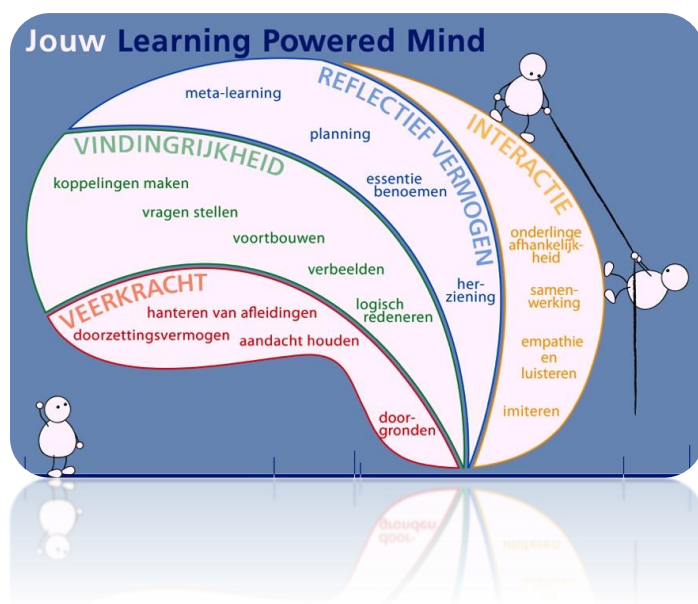 Jouw Learning Powered Mind
REFLECTIEF VERMOGEN
meta-learning
planning
essentie
benoemen
her-
ziening
VINDINGRIJKHEID
koppelingen maken
vragen stellen
voortbouwen
verbeelden
logisch
redeneren
VEERKRACHT
hanteren van afleidingen
doorzettingsvermogen
aandacht houden
door-
gronden
INTERACTIE
onderlinge
afhankelijk-
heid
samen-
werking
empathie
en
luisteren
imiteren